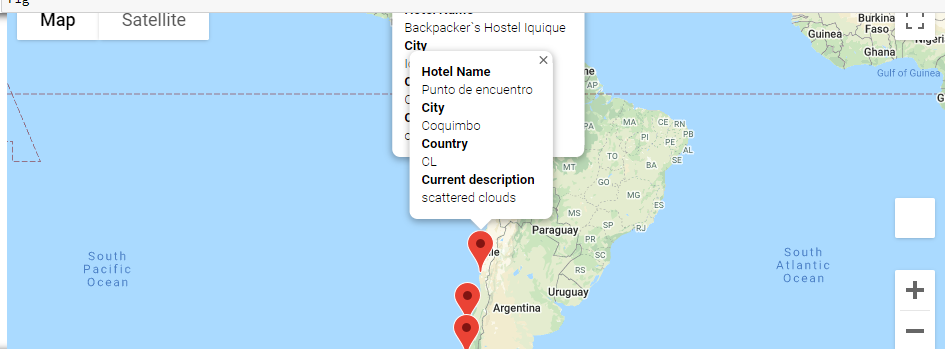 fig
Map
Satellite
Backpacker`s Hostel Iquique
City
Hotel Name
Punto de encuentro
City
Coquimbo
Country
CL
Current description
scattered clouds
Guinea
Burkina
Faso
Ghana
Gulf of Guinea
MA
CE
RN
PB
PE
AL
PI
PA
TO
BA
SE
MT
GO
MG
ES
MS
SP
RJ
PR
SC
RS
Paraguay
Uruguay
Argentina
South
Pacific
Ocean
South
Atlantic
Ocean